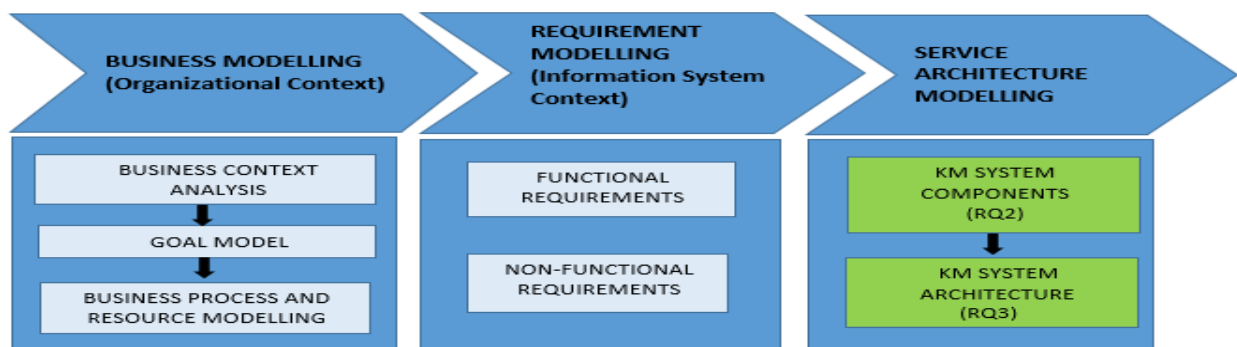 BUSINESS MODELLING
(Organizational Context)
REQUIREMENT
MODELLING
(Information System
Context)
SERVICE
ARCHITECTURE
MODELLING
BUSINESS CONTEXT
ANALYSIS
GOAL MODEL
BUSINESS PROCESS AND
RESOURCE MODELLING
FUNCTIONAL
REQUIREMENTS
NON-FUNCTIONAL
REQUIREMENTS
KM SYSTEM
COMPONENTS
(RQ2)
KM SYSTEM
ARCHITECTURE
(RQ3)